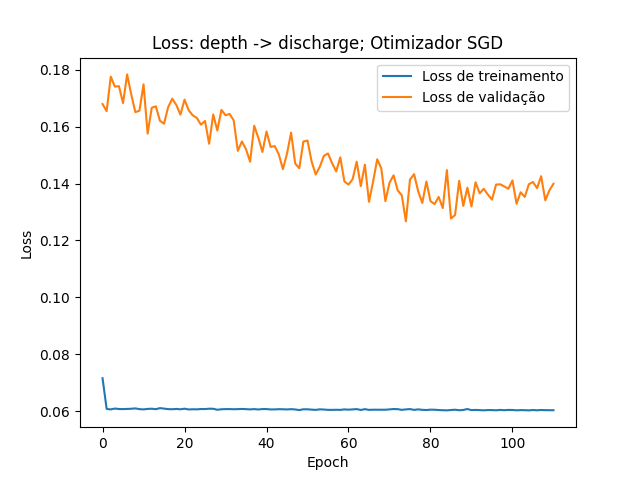 Loss: depth -> discharge; Otimizador SGD
Loss de treinamento
Loss de validação
0.18
0.16
0.14
0.12
0.10
0.08
0.06
Loss
0
20
40
60
80
100
Epoch